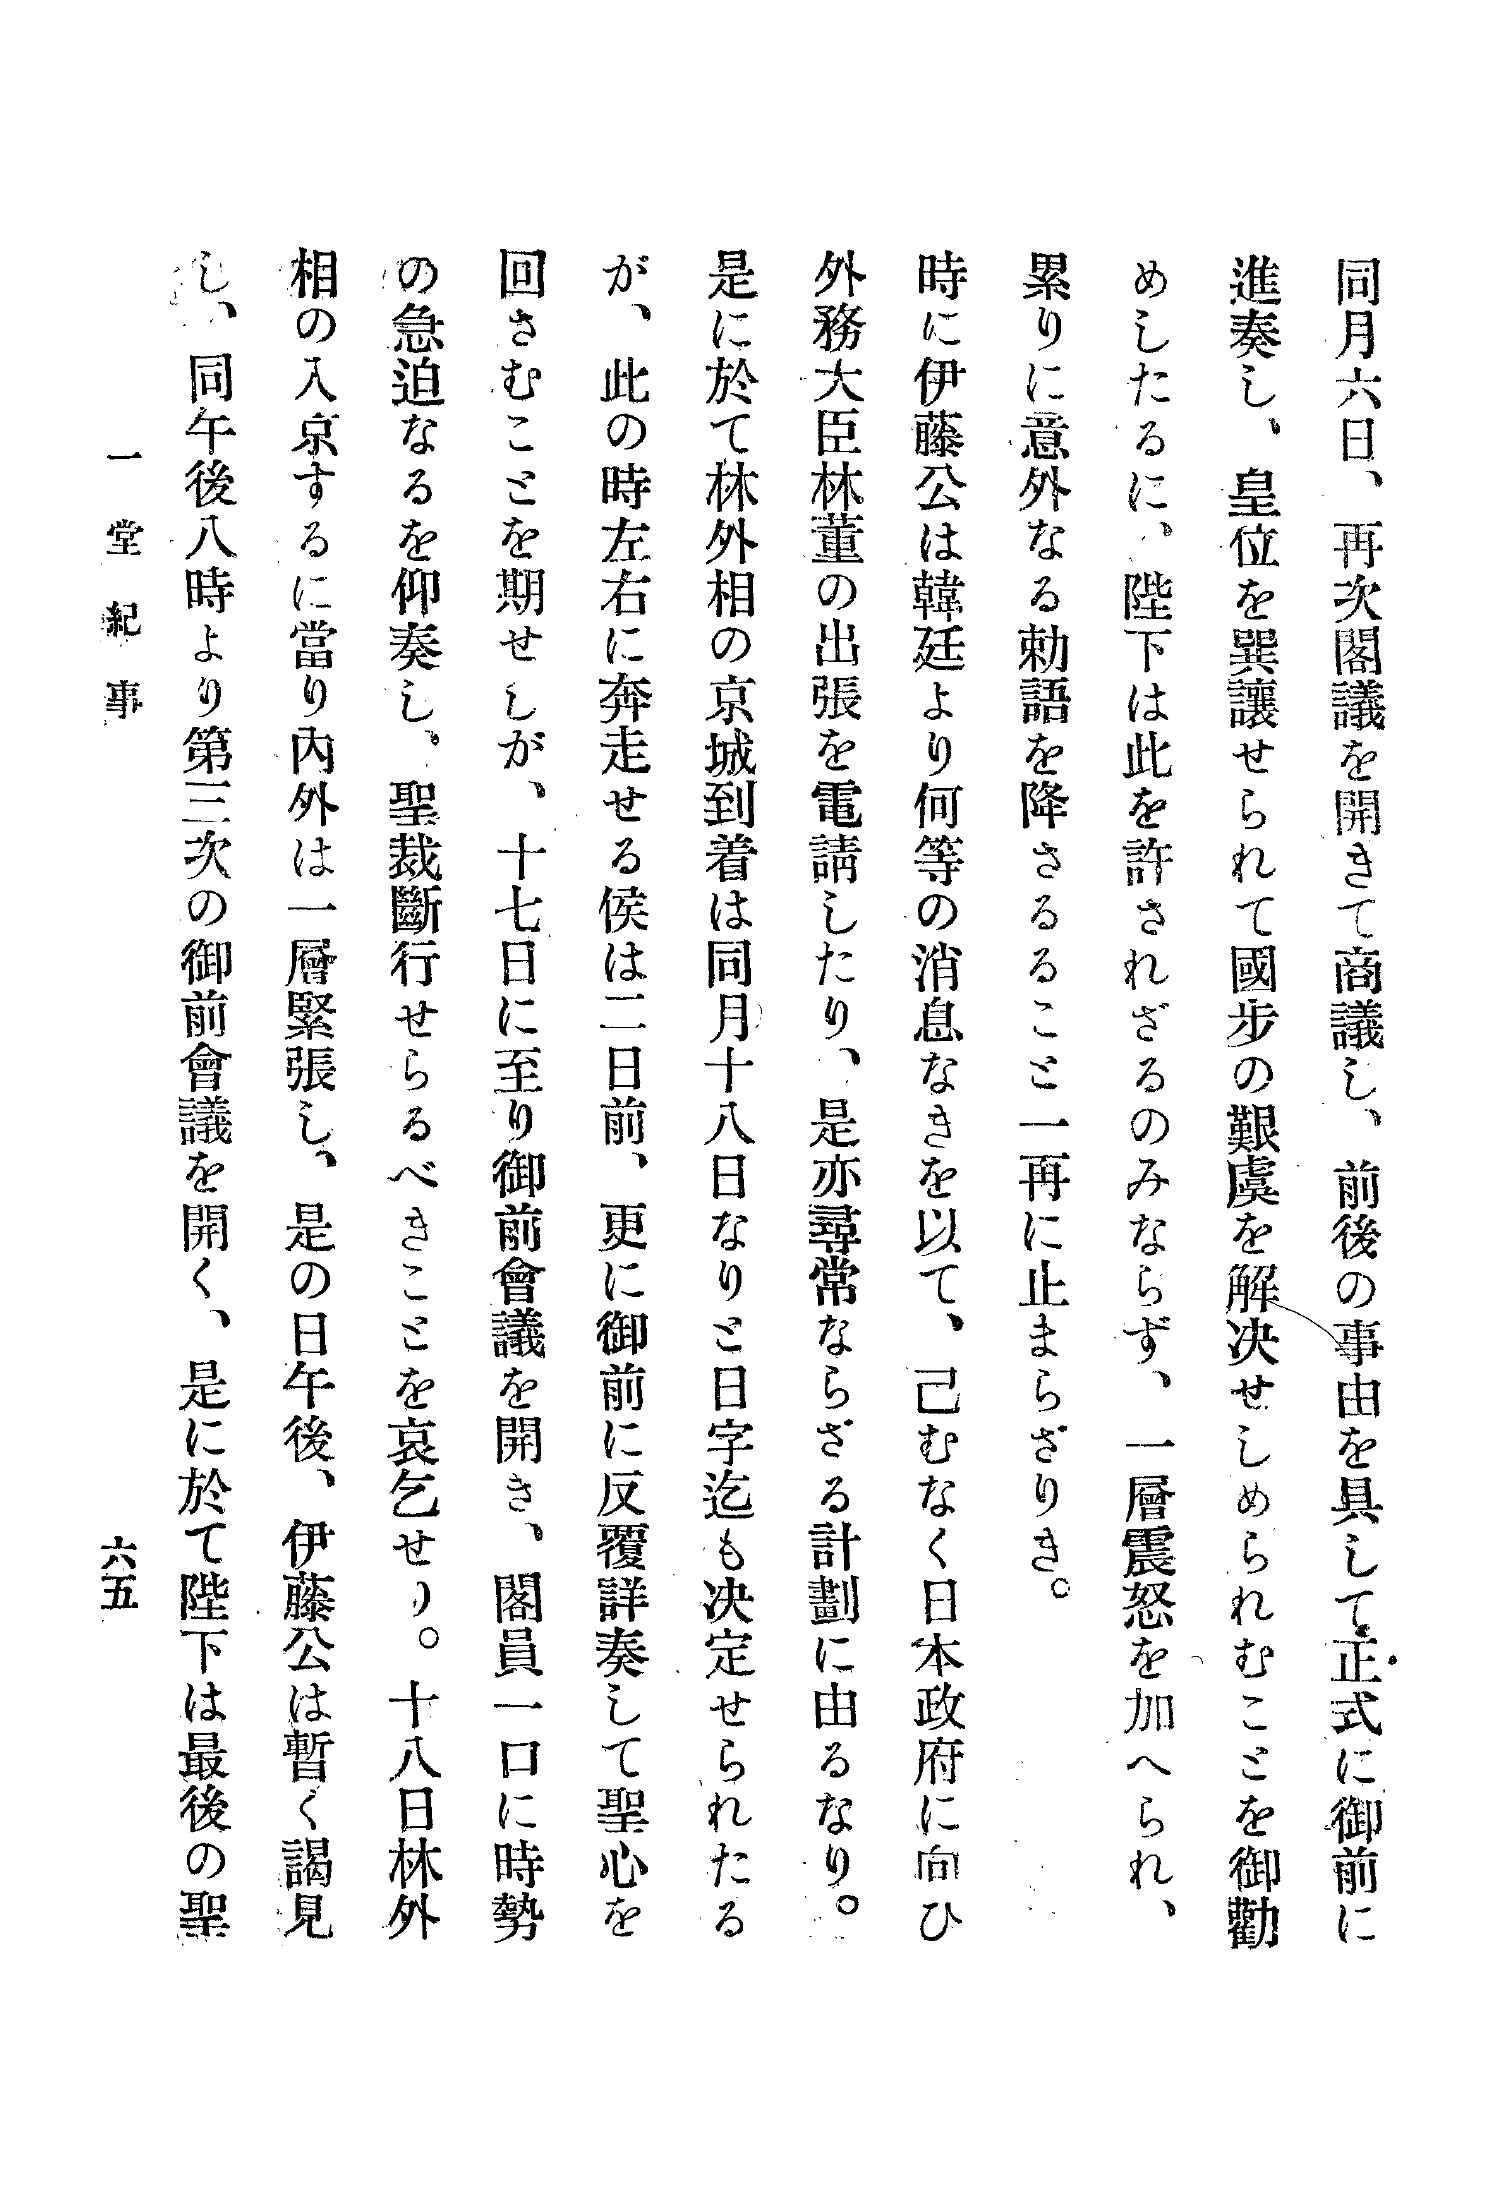 同月六日、再次閣議を開きて商議し、前後の事由を具して正式に御前に
進奏し、皇位を巽讓せられて國步の艱虞を解決せしめられむことを御勸
めしたるに、陛下は此を許されざるのみならず、一層震怒を加へられ、
累りに意外なる勅語を降さるること一再に止まらざりき。
時に伊藤公は韓廷より何等の消息なきを以て、已むなく日本政府に向ひ
外務大臣林董の出張を電請したり、是亦尋常ならざる計劃に由るなり。
是に於て林外相の京城到着は同月十八日なりと日字迄も决定せられたる
が、此の時左右に奔走せる侯は二日前、更に御前に反覆詳奏して聖心を
回さむことを期せしが、十七日に至り御前會議を開き、閣員一口に時勢
の急迫なるを仰奏し、聖裁斷行せらるべきことを哀乞せり。十八日林外
相の入京するに當り內外は一層緊張し、是の日午後、伊藤公は暫く謁見
し、同午後八時より第三次の御前會議を開く、是に於て陛下は最後の聖
一堂紀事
六五